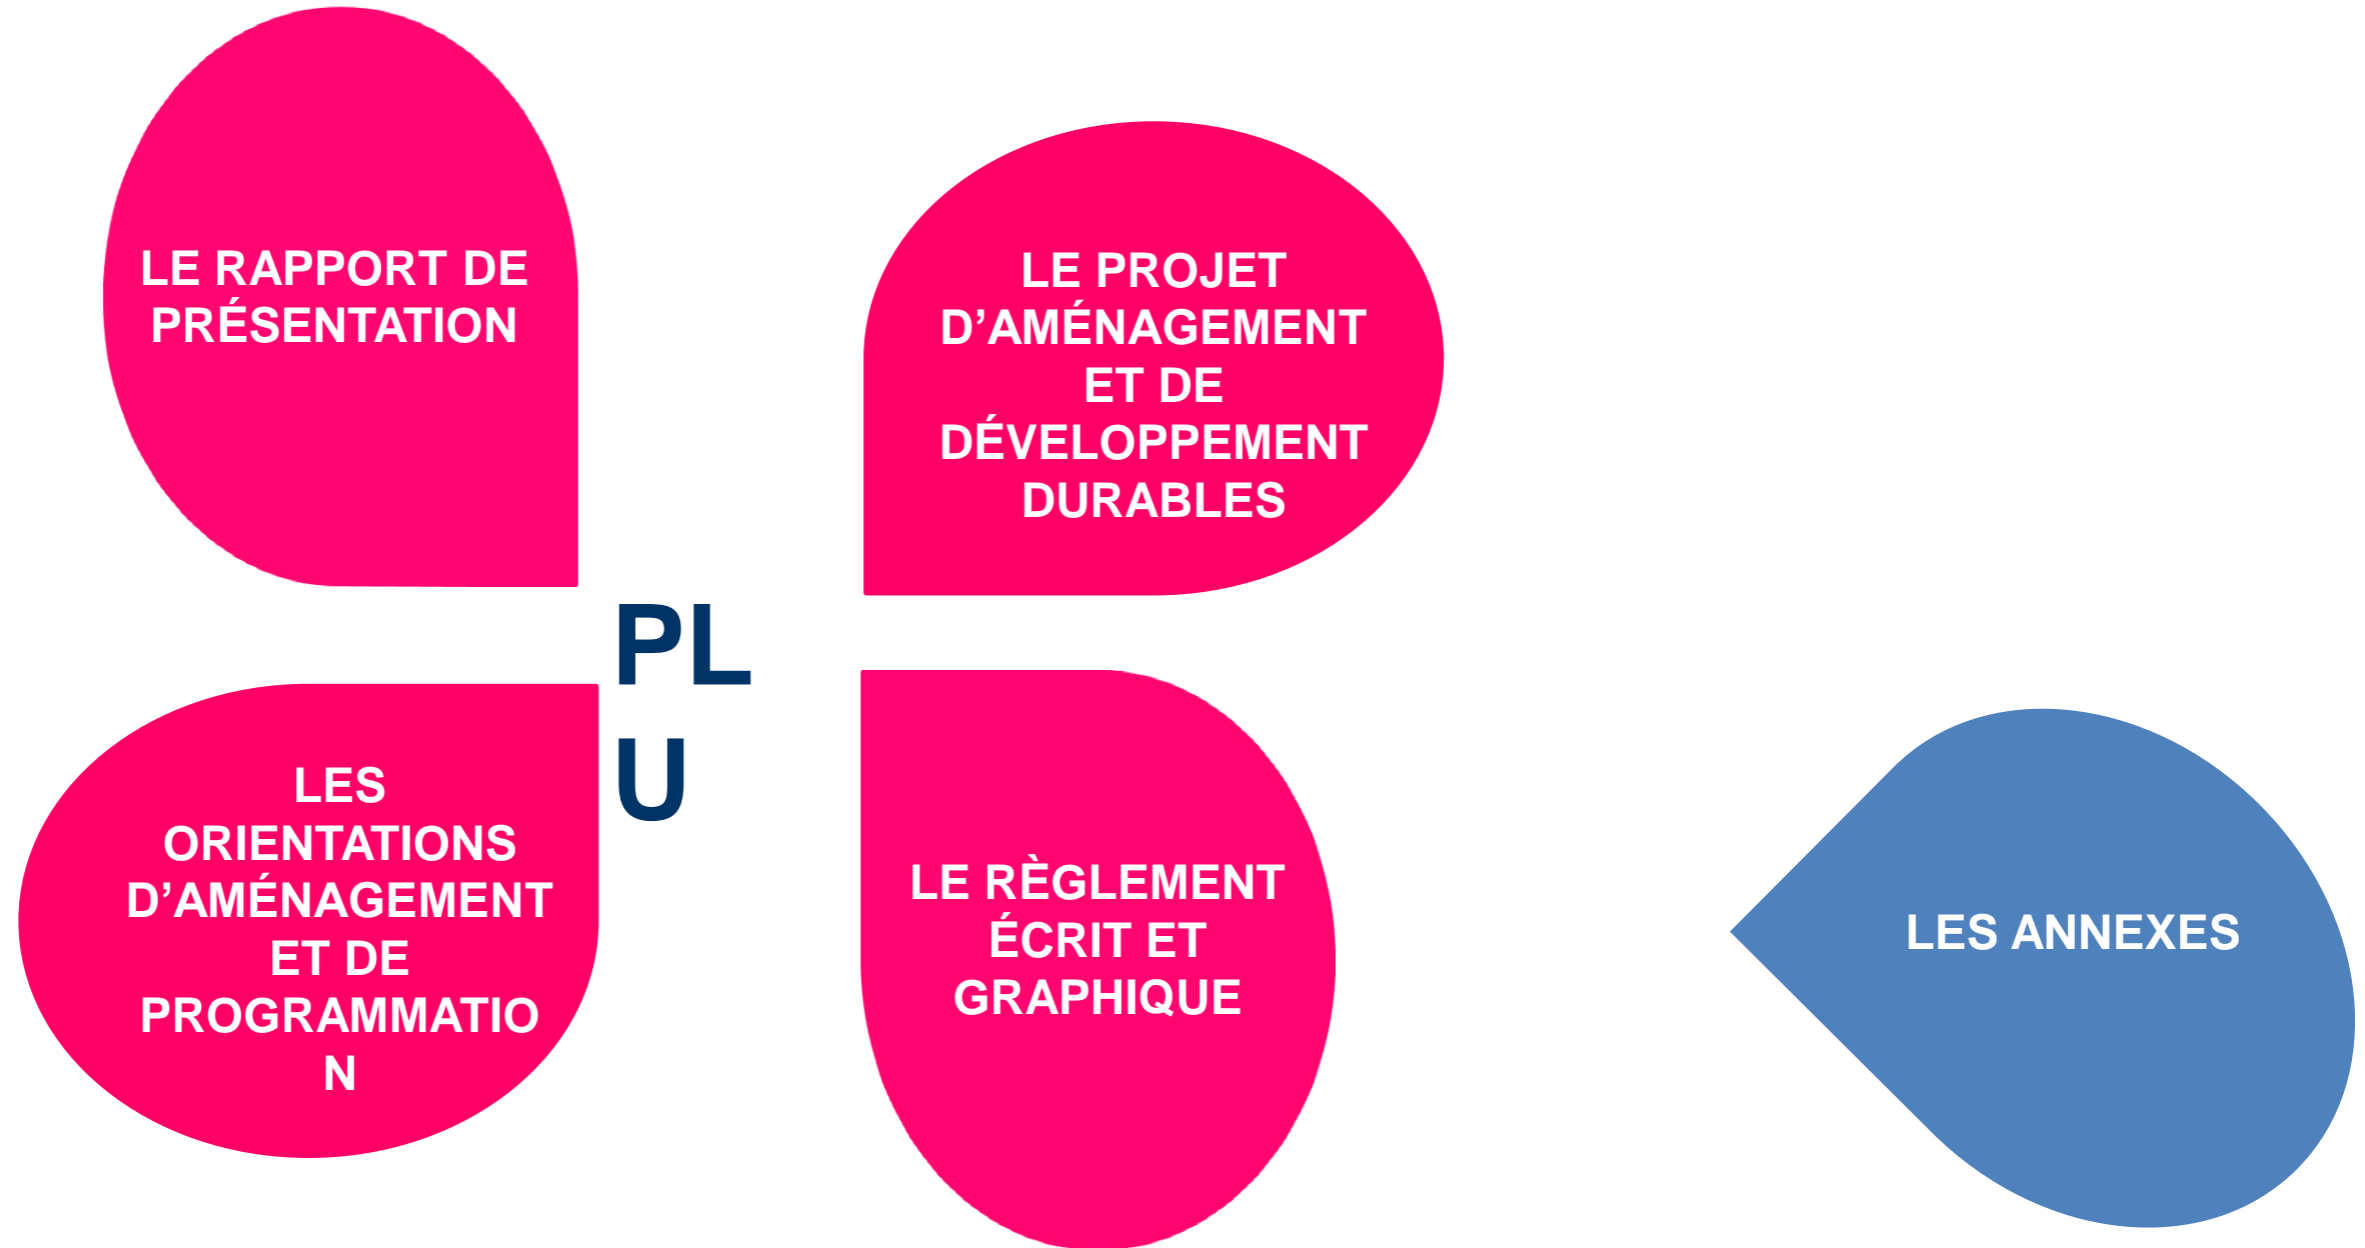 LE RAPPORT DE
PRÉSENTATION
LE PROJET
D’AMÉNAGEMENT
ET DE
DÉVELOPPEMENT
DURABLES
PL
U
LES
ORIENTATIONS
D’AMÉNAGEMENT
ET DE
PROGRAMMATIO
N
LE RÈGLEMENT
ÉCRIT ET
GRAPHIQUE
LES ANNEXES